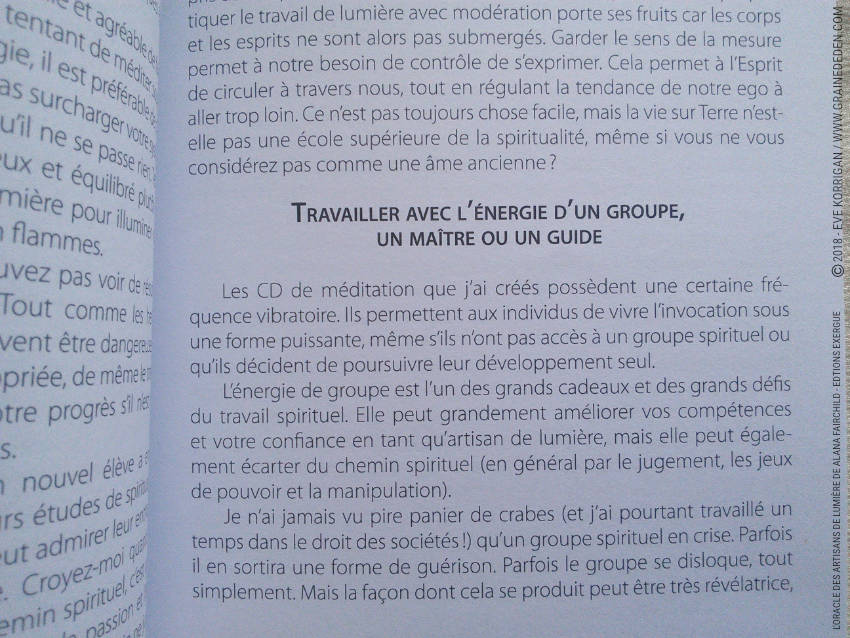 et agréable de
tentant de méditer
gie, il est préférable de
as surcharger votre
u'il ne se passe rien.
ux et équilibré plutôt
mière pour illuminer
n flammes.
uvez pas voir de
Tout comme les
vent être dangereuse
opriée, de même le
otre progrès s'il n'est
s.
n nouvel élève a
urs études de
ut admirer leur
e. Croyez-moi quand
emin spirituel, c'est
passion et
tiquer le travail de lumière avec modération porte ses fruits car les corps
et les esprits ne sont alors pas submergés. Garder le sens de la mesure
permet à notre besoin de contrôle de s'exprimer. Cela permet à l'Esprit
de circuler à travers nous, tout en régulant la tendance de notre ego à
aller trop loin. Ce n'est pas toujours chose facile, mais la vie sur Terre n'est-
elle pas une école supérieure de la spiritualité, même si vous ne vous
considérez pas comme une âme ancienne ?
TRAVAILLER AVEC L'ÉNERGIE D'UN GROUPE,
UN MAÎTRE OU UN GUIDE
Les CD de méditation que j'ai créés possèdent une certaine fré-
quence vibratoire. Ils permettent aux individus de vivre l'invocation sous
une forme puissante, même s'ils n'ont pas accès à un groupe spirituel ou
qu'ils décident de poursuivre leur développement seul.
L'énergie de groupe est l'un des grands cadeaux et des grands défis
du travail spirituel. Elle peut grandement améliorer vos compétences
et votre confiance en tant qu'artisan de lumière, mais elle peut égale-
ment écarter du chemin spirituel (en général par le jugement, les jeux
de pouvoir et la manipulation).
Je n'ai jamais vu pire panier de crabes (et j'ai pourtant travaillé un
temps dans le droit des sociétés !) qu'un groupe spirituel en crise. Parfois
il en sortira une forme de guérison. Parfois le groupe se disloque, tout
simplement. Mais la façon dont cela se produit peut être très révélatrice,
© 2018 - EVE KORRIGAN / WWW.GRAINEDEDEN.COM
L'ORACLE DES ARTISANS DE LUMIÈRE DE ALANA FAIRCHILD - EDTIONS EXERGUE